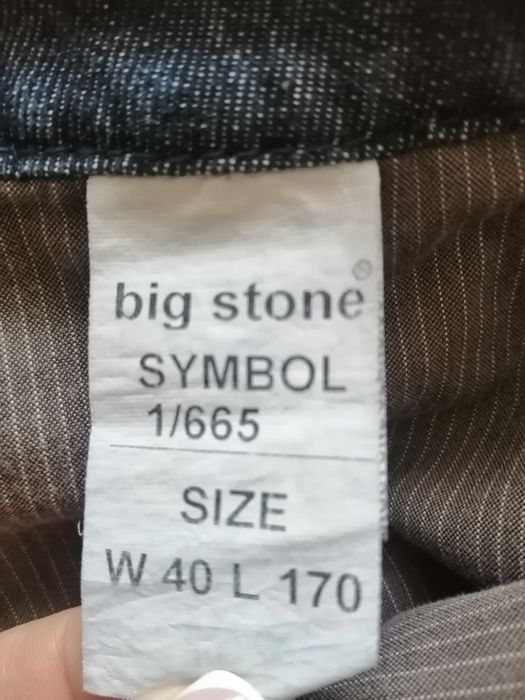 big stone®
SYMBOL
1/665
SIZE
W 40 L 170